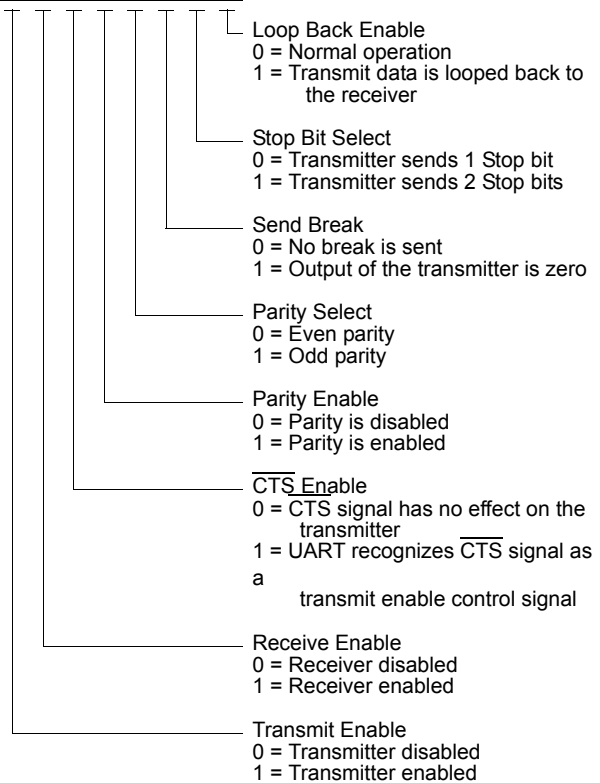 Loop Back Enable
0 = Normal operation
1 = Transmit data is looped back to
the receiver
Stop Bit Select
0 = Transmitter sends 1 Stop bit
1 = Transmitter sends 2 Stop bits
Send Break
0 = No break is sent
1 = Output of the transmitter is zero
Parity Select
0 = Even parity
1 = Odd parity
Parity Enable
0 = Parity is disabled
1 = Parity is enabled
CTS Enable
0 = CTS signal has no effect on the
transmitter
1 = UART recognizes CTS signal as
a
transmit enable control signal
Receive Enable
0 = Receiver disabled
1 = Receiver enabled
Transmit Enable
0 = Transmitter disabled
1 = Transmitter enabled